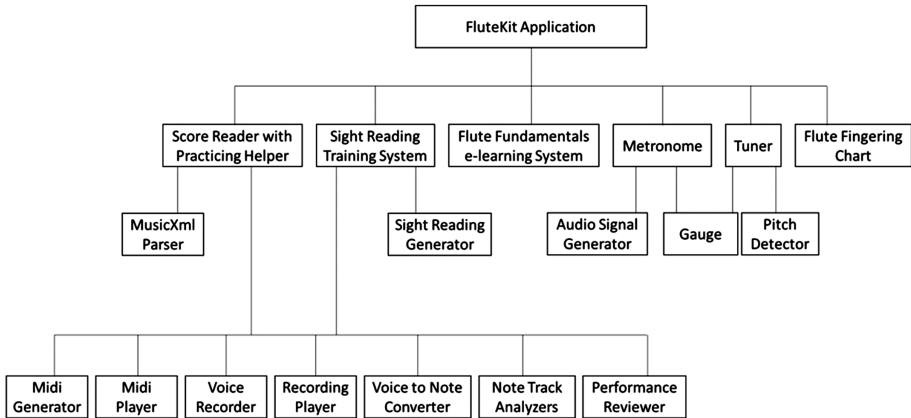 FluteKit Application
Score Reader with
Practicing Helper
Sight Reading
Training System
Flute Fundamentals
e-learning System
Metronome
Tuner
Flute Fingering
Chart
MusicXml
Parser
Sight Reading
Generator
Audio Signal
Generator
Gauge
Pitch
Detector
Midi
Generator
Midi
Player
Voice
Recorder
Recording
Player
Voice to Note
Converter
Note Track
Analyzers
Performance
Reviewer